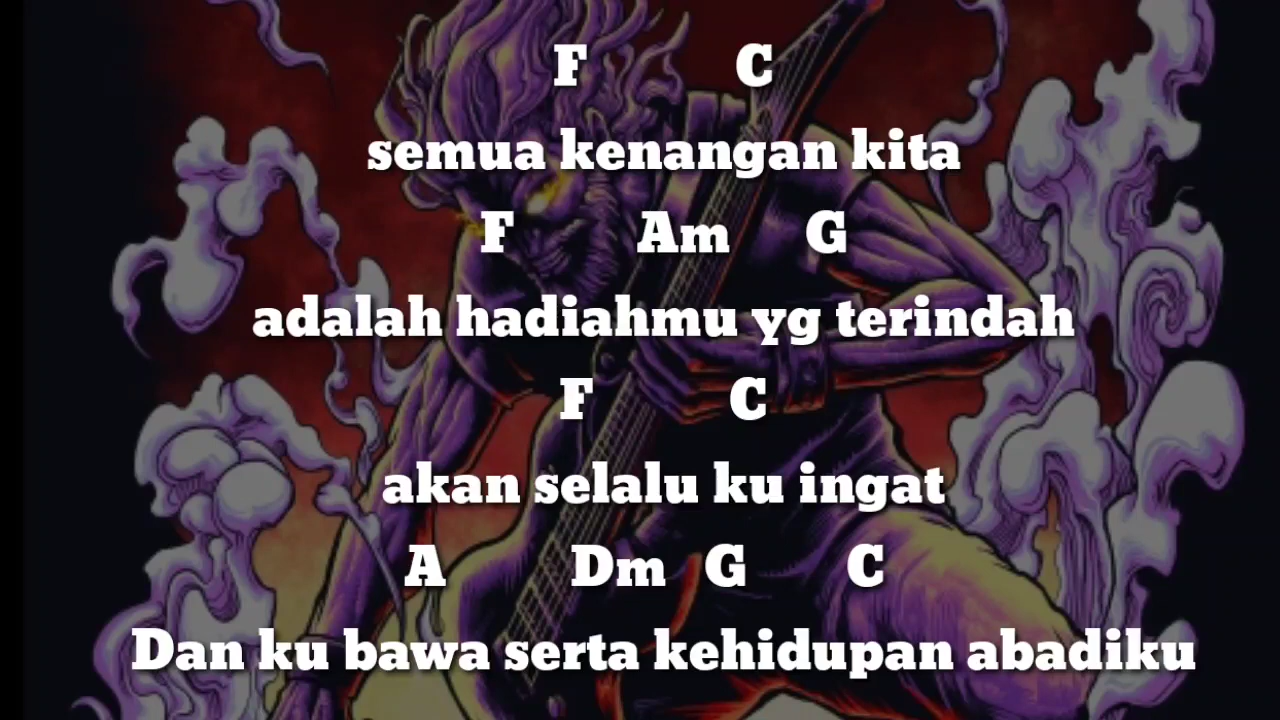 F C
semua kenangan kita
F Am G
adalah hadiahmu yg terindah
F C
akan selalu ku ingat
A Dm G C
Dan ku bawa serta kehidupan abadiku